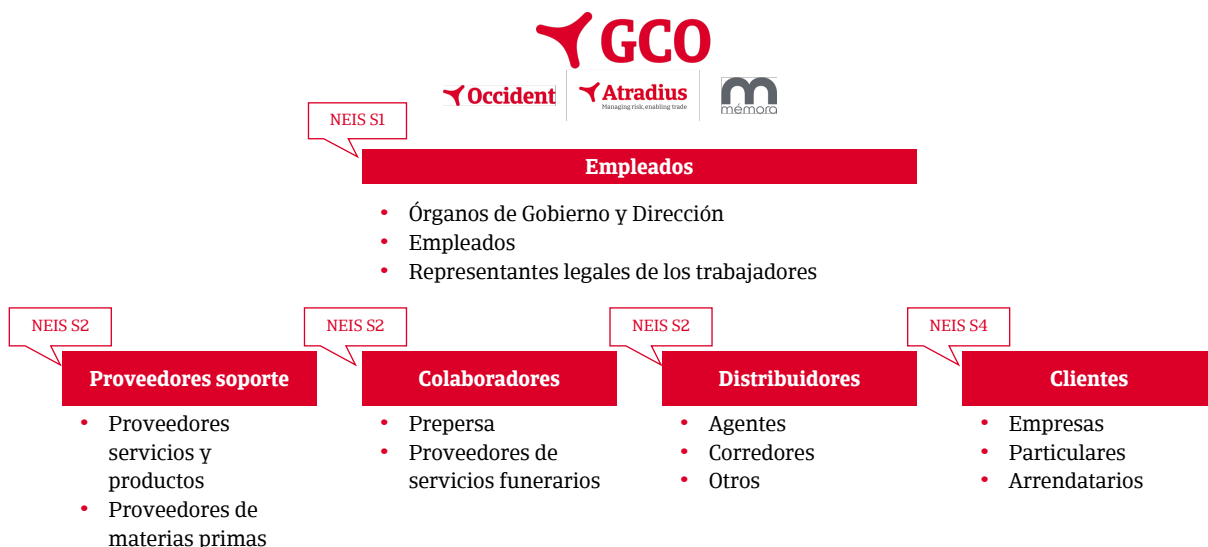 GCO
Occident
Atradius
Managing risk, enabling trade
mémora
NEIS S1
Empleados
• Órganos de Gobierno y Dirección
• Empleados
• Representantes legales de los trabajadores
NEIS S2
NEIS S2
NEIS S2
NEIS S4
Proveedores soporte
• Proveedores
servicios y
productos
• Proveedores de
materias primas
Colaboradores
• Prepersa
• Proveedores de
servicios funerarios
Distribuidores
• Agentes
• Corredores
• Otros
Clientes
• Empresas
• Particulares
• Arrendatarios